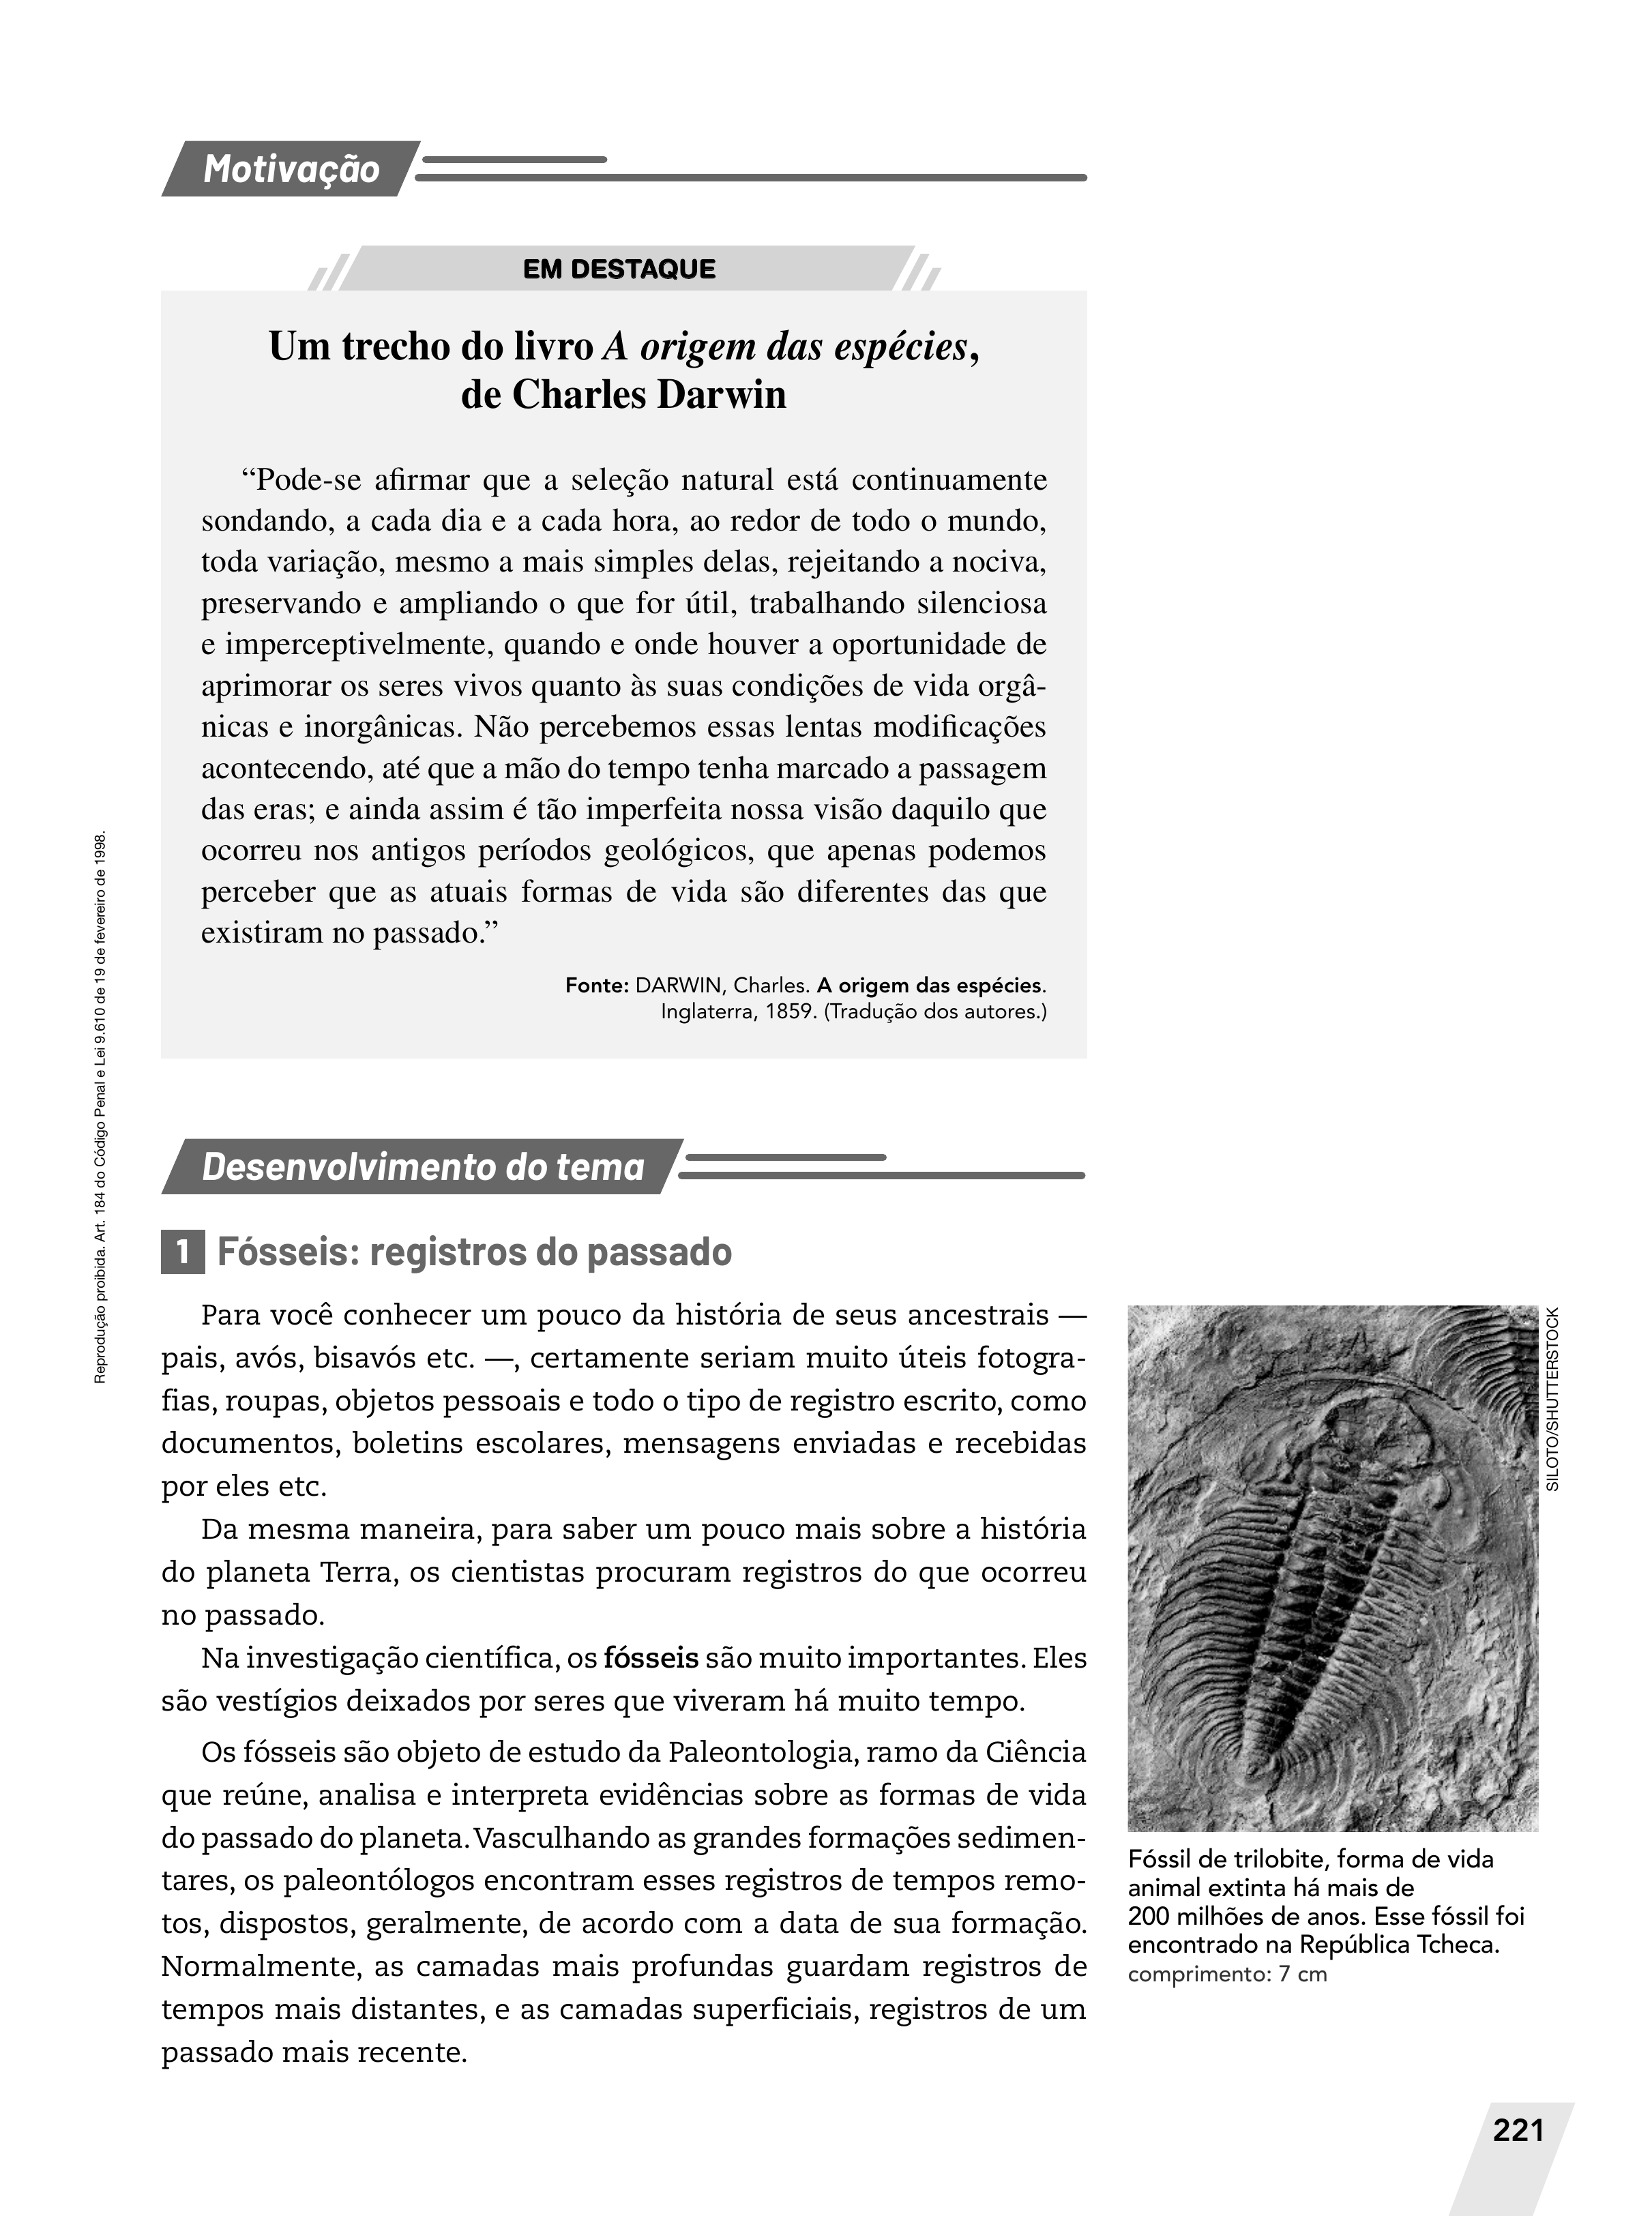 Motivação
EM DESTAQUE
Um trecho do livro A origem das espécies,
de Charles Darwin
“Pode-se afirmar que a seleção natural está continuamente
sondando, a cada dia e a cada hora, ao redor de todo o mundo,
toda variação, mesmo a mais simples delas, rejeitando a nociva,
preservando e ampliando o que for útil, trabalhando silenciosa
e imperceptivelmente, quando e onde houver a oportunidade de
aprimorar os seres vivos quanto às suas condições de vida orgâ-
nicas e inorgânicas. Não percebemos essas lentas modificações
acontecendo, até que a mão do tempo tenha marcado a passagem
das eras; e ainda assim é tão imperfeita nossa visão daquilo que
ocorreu nos antigos períodos geológicos, que apenas podemos
perceber que as atuais formas de vida são diferentes das que
existiram no passado.”
Fonte: DARWIN, Charles. A origem das espécies.
Inglaterra, 1859. (Tradução dos autores.)
Reprodução proibida. Art. 184 do Código Penal e Lei 9.610 de 19 de fevereiro de 1998.
Desenvolvimento do tema
1 Fósseis: registros do passado
Para você conhecer um pouco da história de seus ancestrais —
pais, avós, bisavós etc. —, certamente seriam muito úteis fotogra-
fias, roupas, objetos pessoais e todo o tipo de registro escrito, como
documentos, boletins escolares, mensagens enviadas e recebidas
por eles etc.
Da mesma maneira, para saber um pouco mais sobre a história
do planeta Terra, os cientistas procuram registros do que ocorreu
no passado.
Na investigação científica, os fósseis são muito importantes. Eles
são vestígios deixados por seres que viveram há muito tempo.
Os fósseis são objeto de estudo da Paleontologia, ramo da Ciência
que reúne, analisa e interpreta evidências sobre as formas de vida
do passado do planeta. Vasculhando as grandes formações sedimen-
tares, os paleontólogos encontram esses registros de tempos remo-
tos, dispostos, geralmente, de acordo com a data de sua formação.
Normalmente, as camadas mais profundas guardam registros de
tempos mais distantes, e as camadas superficiais, registros de um
passado mais recente.
SILOTO/SHUTTERSTOCK
Fóssil de trilobite, forma de vida
animal extinta há mais de
200 milhões de anos. Esse fóssil foi
encontrado na República Tcheca.
comprimento: 7 cm
221